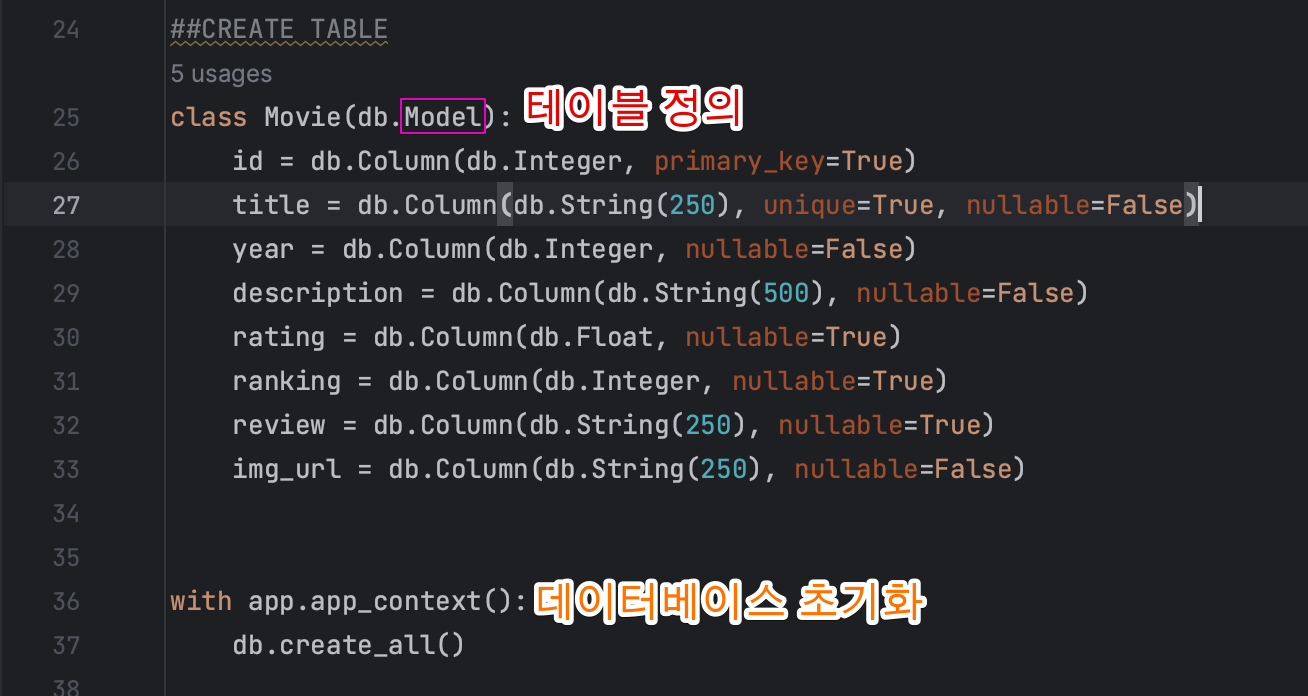 24 ##CREATE TABLE
5 usages
25 class Movie(db.Model): 테이블 정의
26     id = db.Column(db.Integer, primary_key=True)
27     title = db.Column(db.String(250), unique=True, nullable=False)
28     year = db.Column(db.Integer, nullable=False)
29     description = db.Column(db.String(500), nullable=False)
30     rating = db.Column(db.Float, nullable=True)
31     ranking = db.Column(db.Integer, nullable=True)
32     review = db.Column(db.String(250), nullable=True)
33     img_url = db.Column(db.String(250), nullable=False)
34
35
36 with app.app_context(): 데이터베이스 초기화
37     db.create_all()
38